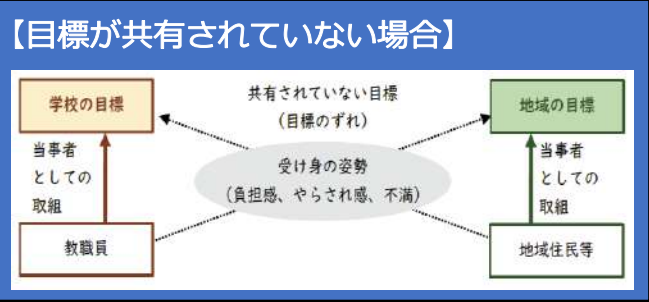 【目標が共有されていない場合】
学校の目標
共有されていない目標
(目標のずれ)
地域の目標
当事者
としての
取組
受け身の姿勢
(負担感、やらされ感、不満)
当事者
としての
取組
教職員
地域住民等